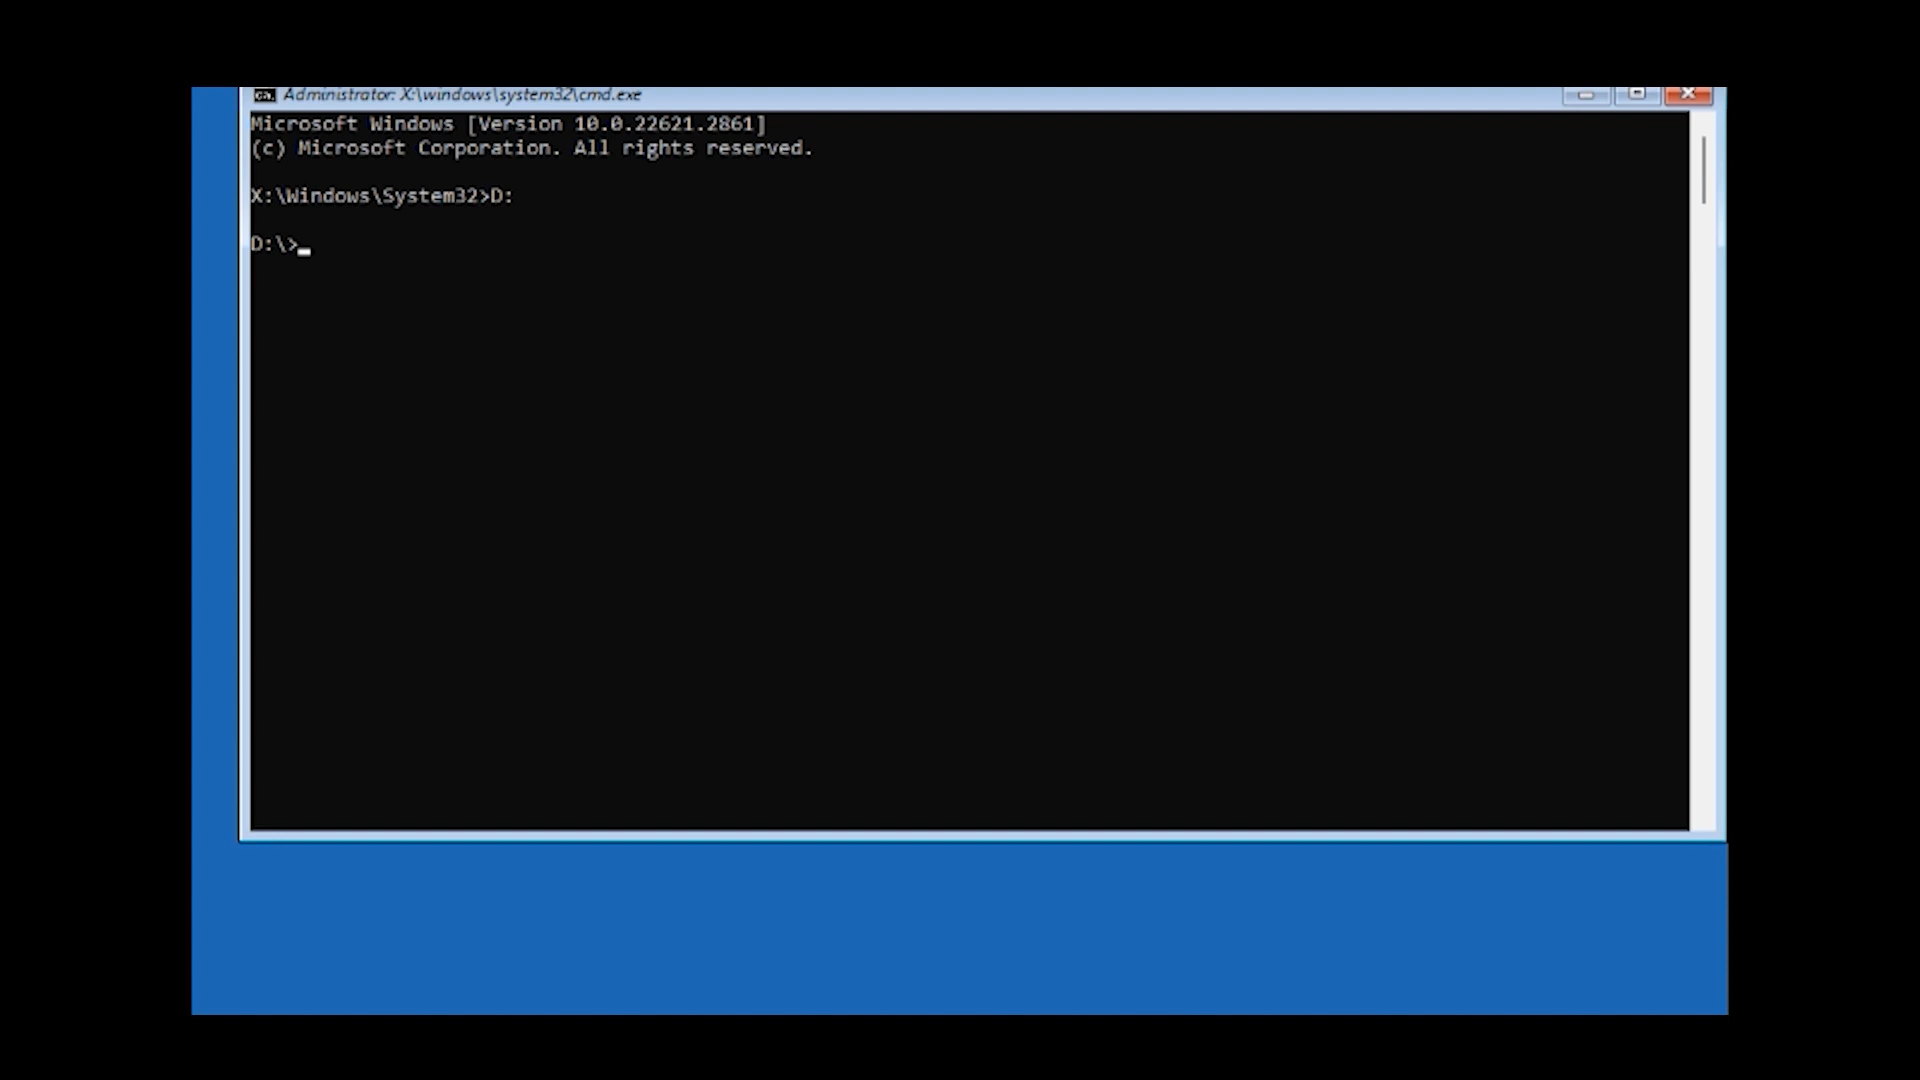 Administrator: X:\windows\system32\cmd.exe
Microsoft Windows [Version 10.0.22621.2861]
(c) Microsoft Corporation. All rights reserved.
X:\Windows\System32>D:
D:\>